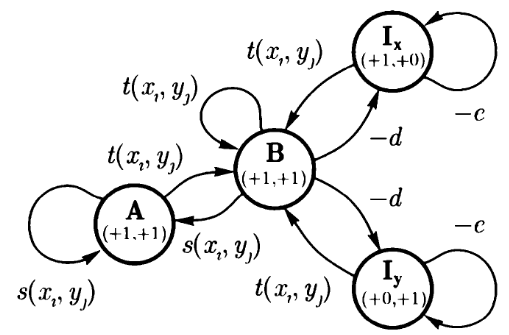 I_x
(+1,+0)
t(x_i, y_j)
-e
t(x_i, y_j)
-d
B
(+1,+1)
t(x_i, y_j)
-d
A
(+1,+1)
s(x_i, y_j)
-e
I_y
(+0,+1)
t(x_i, y_j)
s(x_i, y_j)